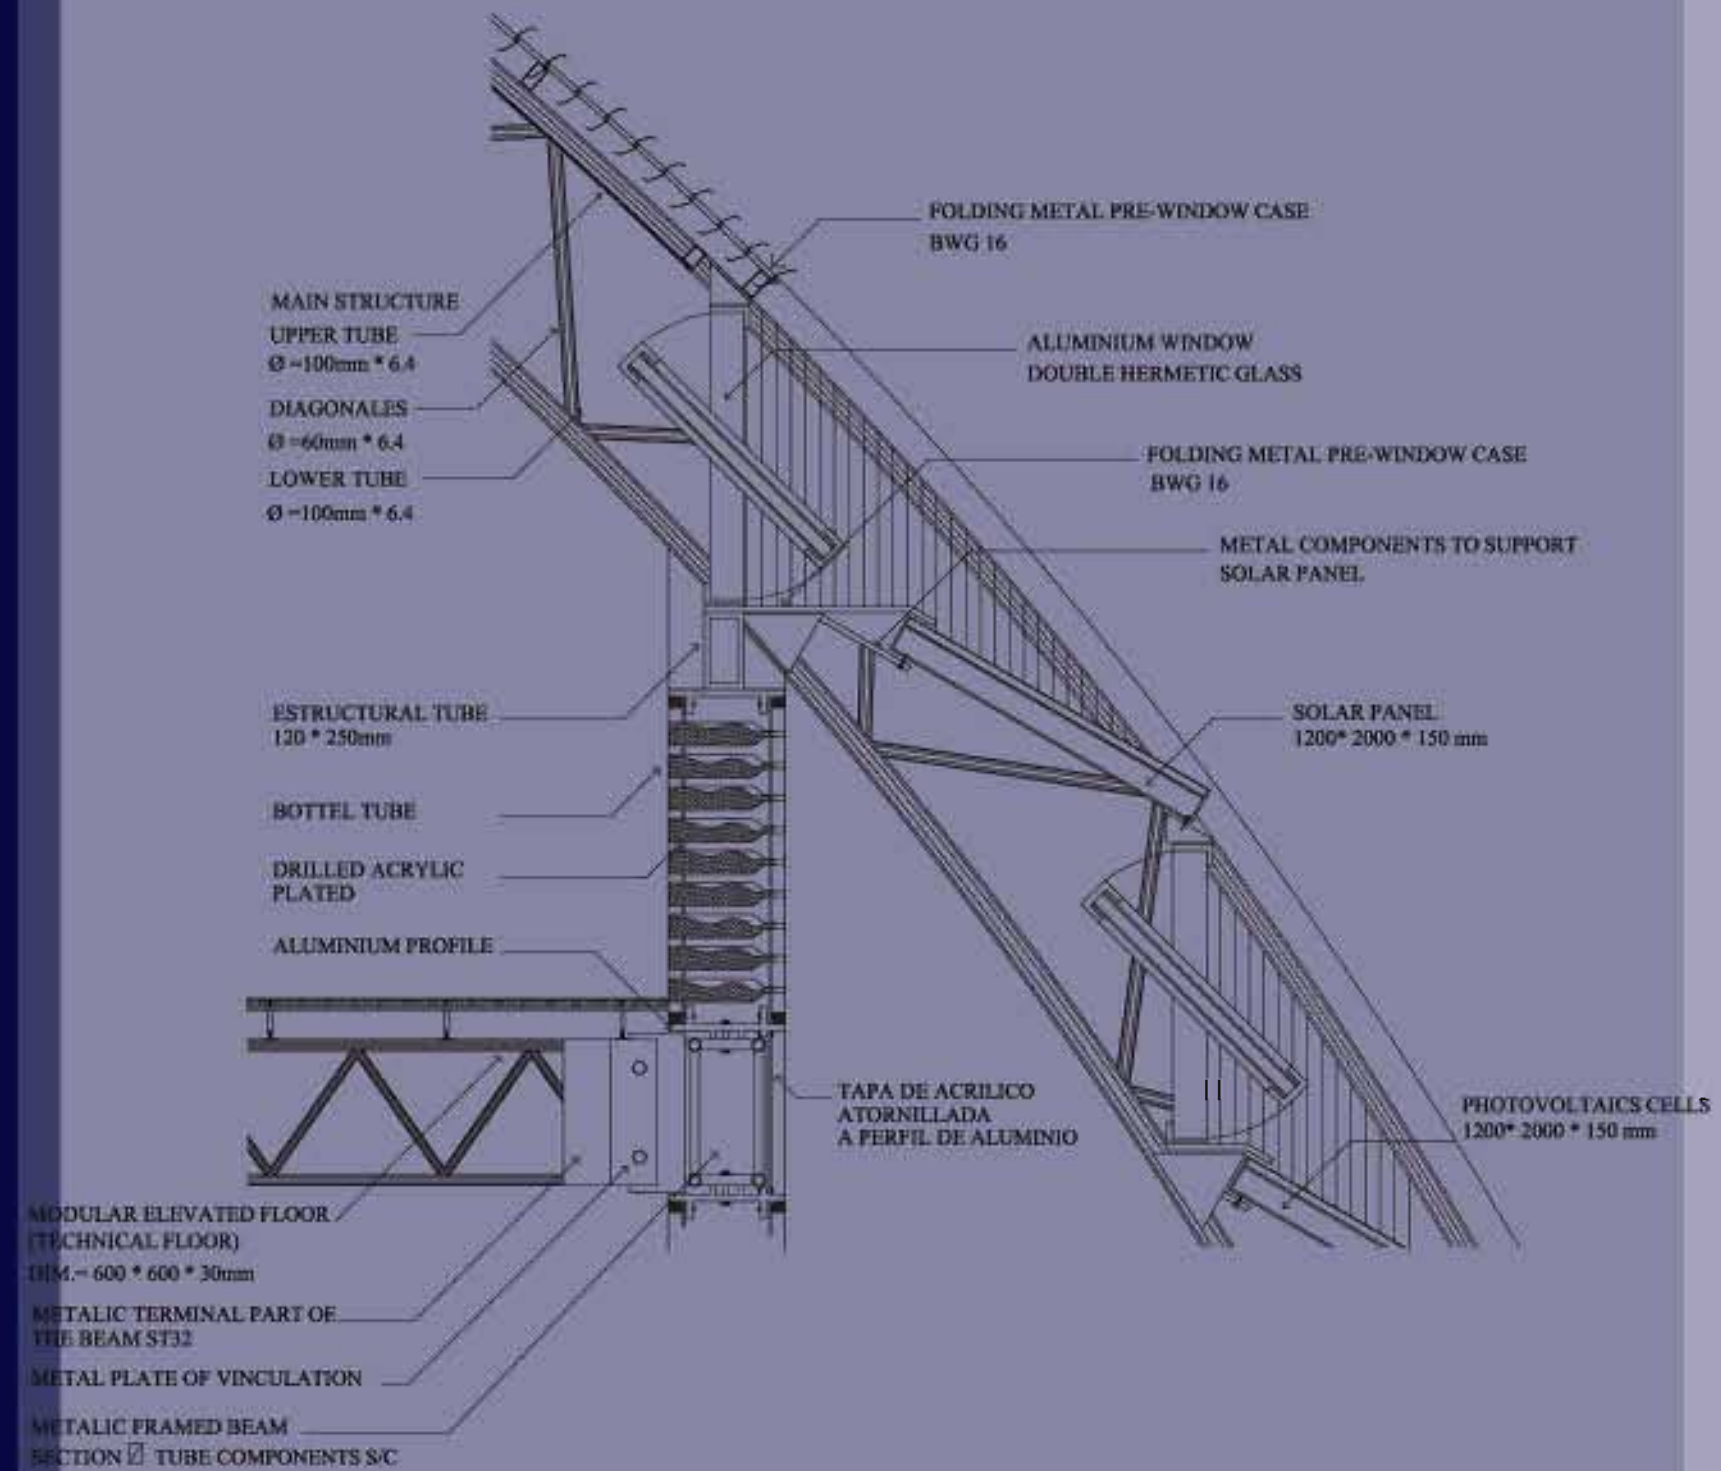 FOLDING METAL PRE-WINDOW CASE
BWG 16
MAIN STRUCTURE
UPPER TUBE
Ø =100mm * 6.4
DIAGONALES
Ø =60mm * 6.4
LOWER TUBE
Ø =100mm * 6.4
ALUMINIUM WINDOW
DOUBLE HERMETIC GLASS
FOLDING METAL PRE-WINDOW CASE
BWG 16
METAL COMPONENTS TO SUPPORT
SOLAR PANEL
ESTRUCTURAL TUBE
120 * 250mm
SOLAR PANEL
1200* 2000 * 150 mm
BOTTEL TUBE
DRILLED ACRYLIC
PLATED
ALUMINIUM PROFILE
TAPA DE ACRILICO
ATORNILLADA
A PERFIL DE ALUMINIO
PHOTOVOLTAICS CELLS
1200* 2000 * 150 mm
MODULAR ELEVATED FLOOR
(TECHNICAL FLOOR)
DIM.= 600 * 600 * 30mm
METALIC TERMINAL PART OF
THE BEAM ST32
METAL PLATE OF VINCULATION
METALIC FRAMED BEAM
SECTION TUBE COMPONENTS S/C